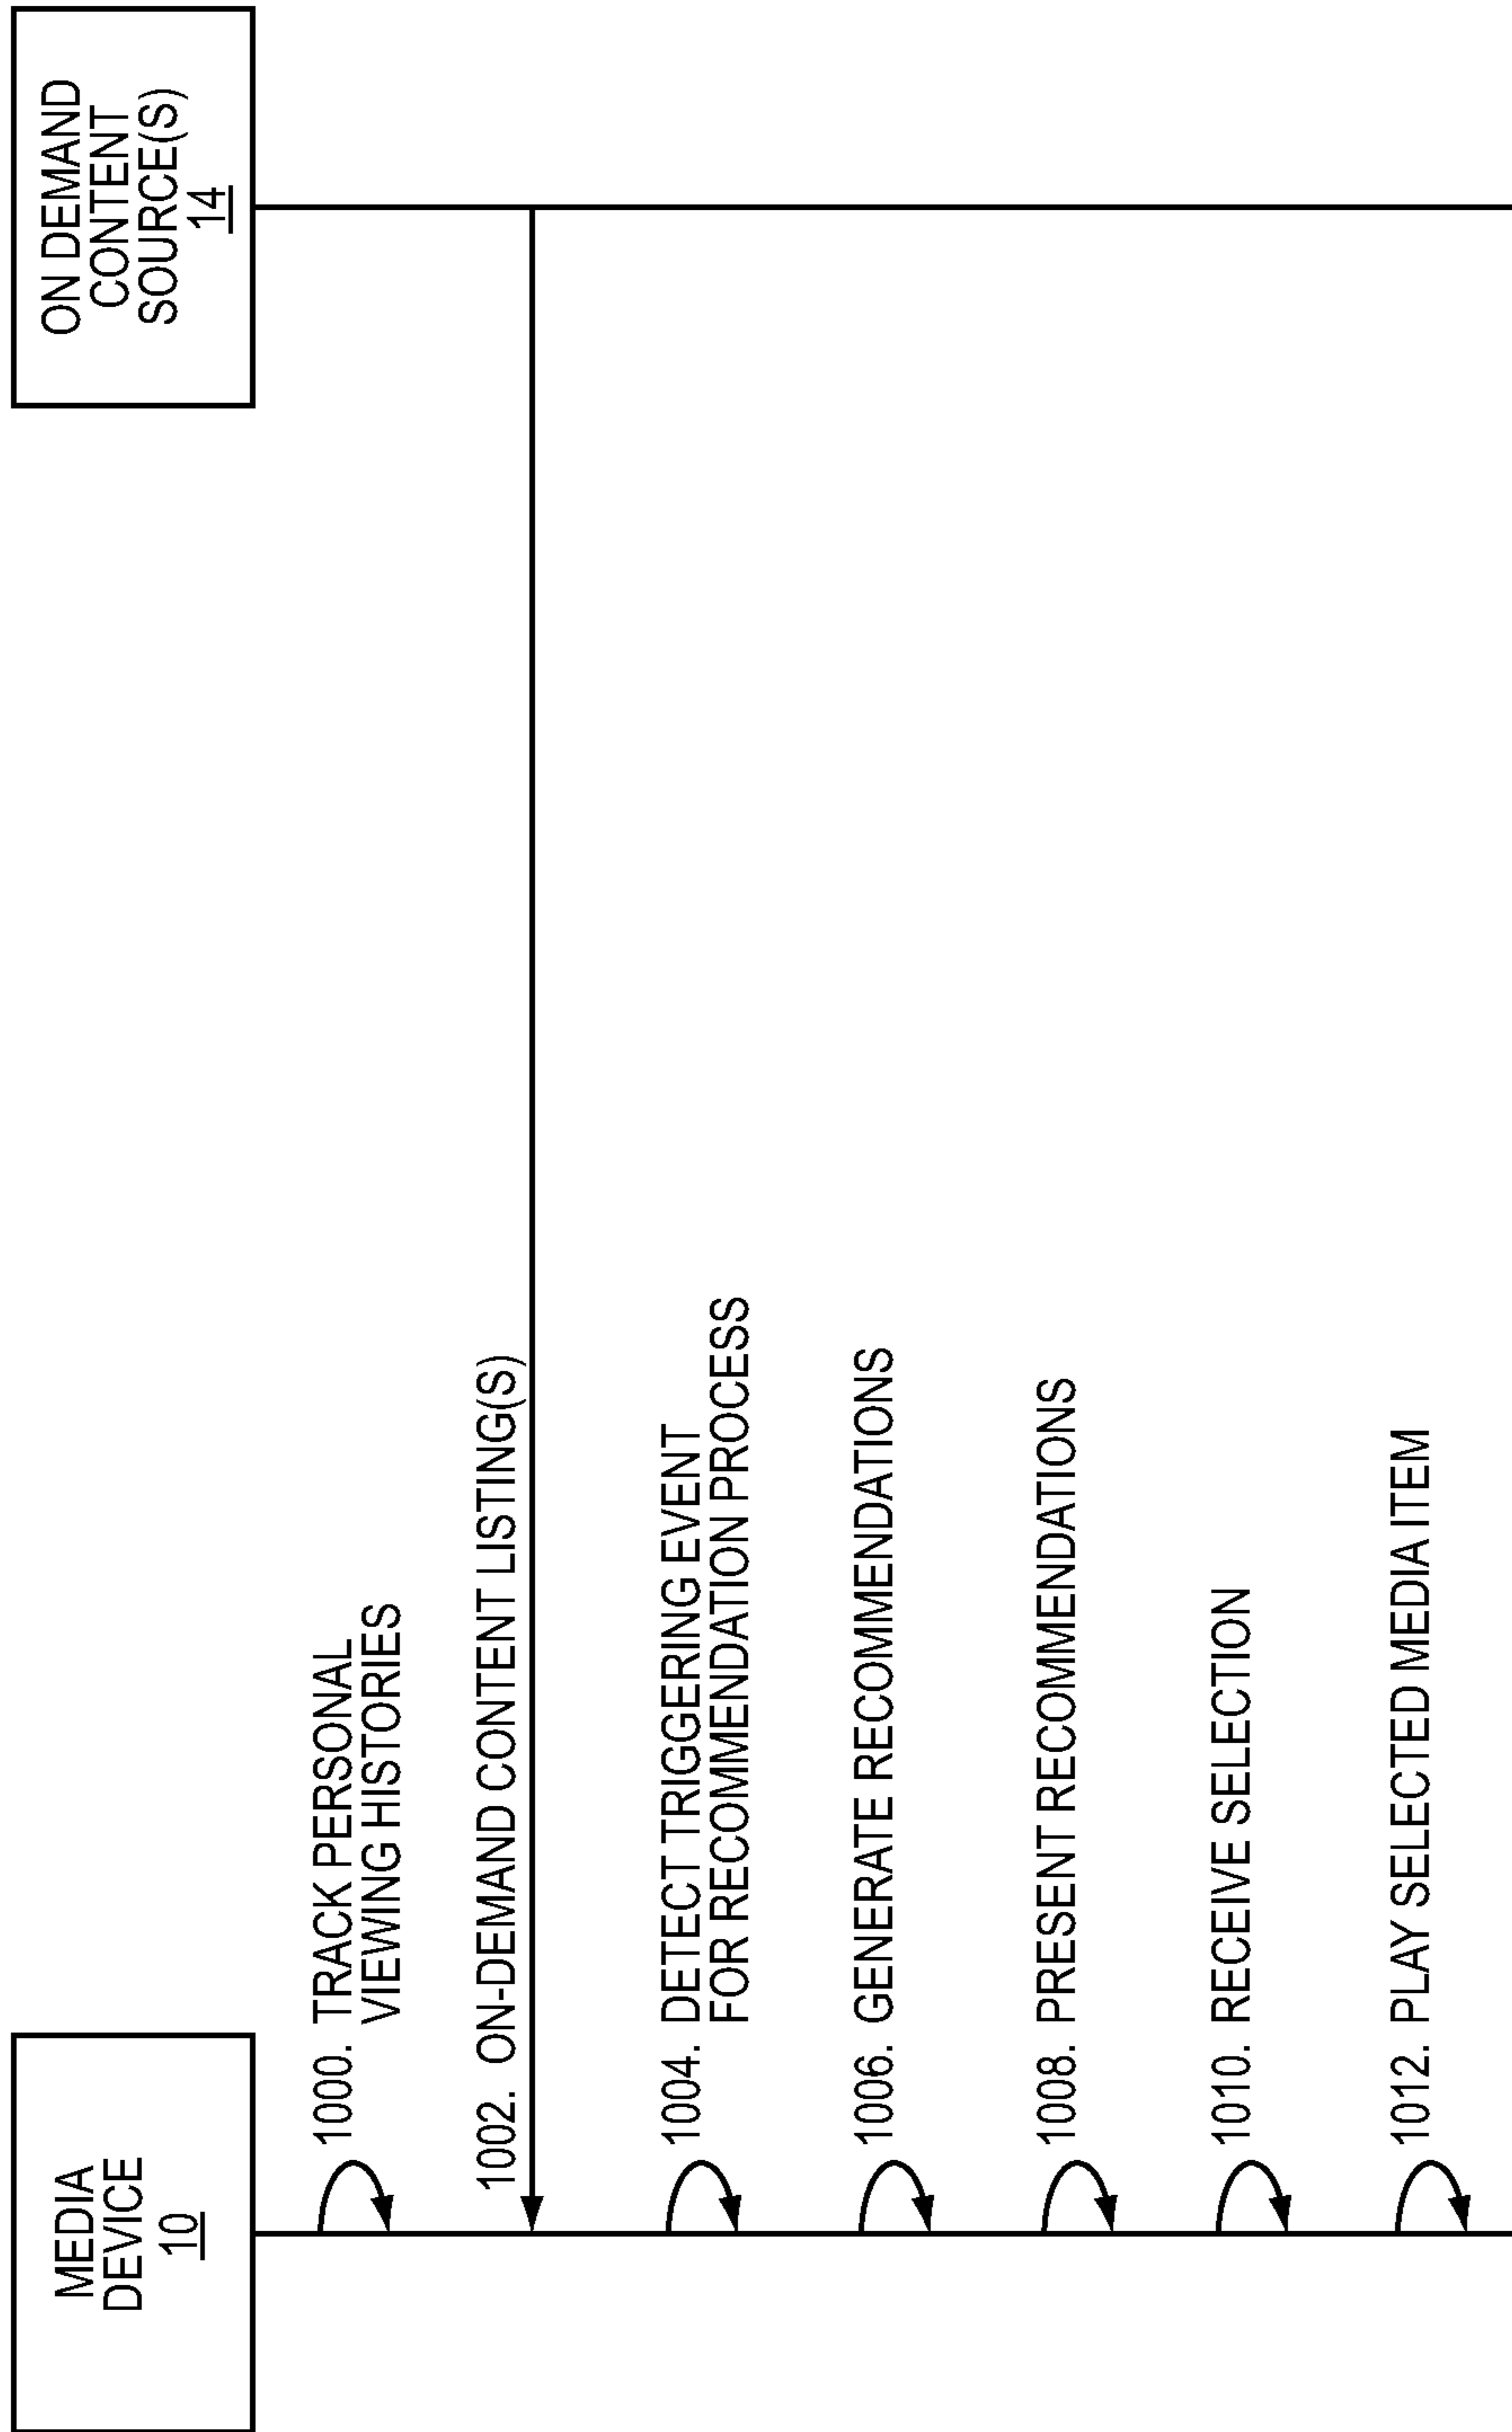 MEDIA
DEVICE
10
ON DEMAND
CONTENT
SOURCE(S)
14
1000. TRACK PERSONAL
VIEWING HISTORIES
1002. ON-DEMAND CONTENT LISTING(S)
1004. DETECT TRIGGERING EVENT
FOR RECOMMENDATION PROCESS
1006. GENERATE RECOMMENDATIONS
1008. PRESENT RECOMMENDATIONS
1010. RECEIVE SELECTION
1012. PLAY SELECTED MEDIA ITEM